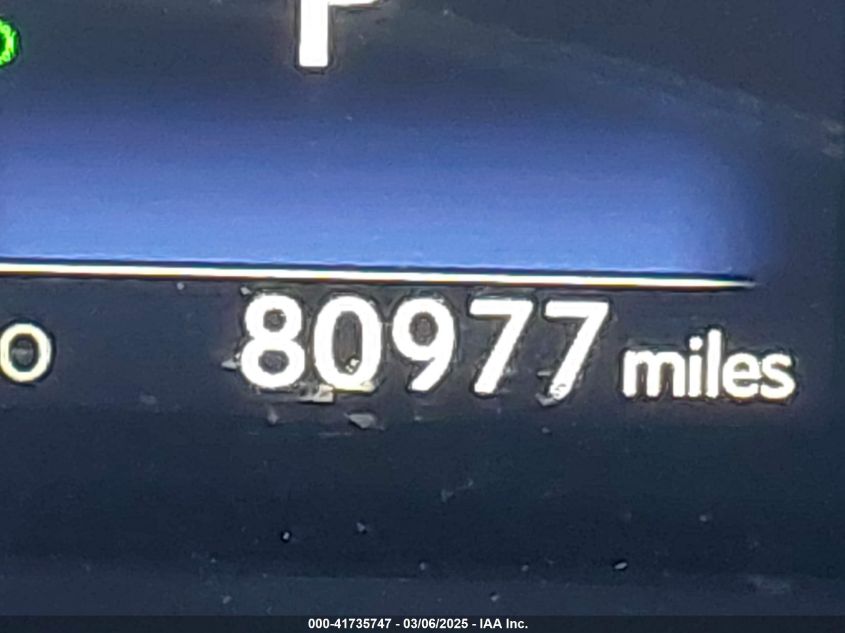 P
o
80977 miles
000-41735747 - 03/06/2025 - IAA Inc.